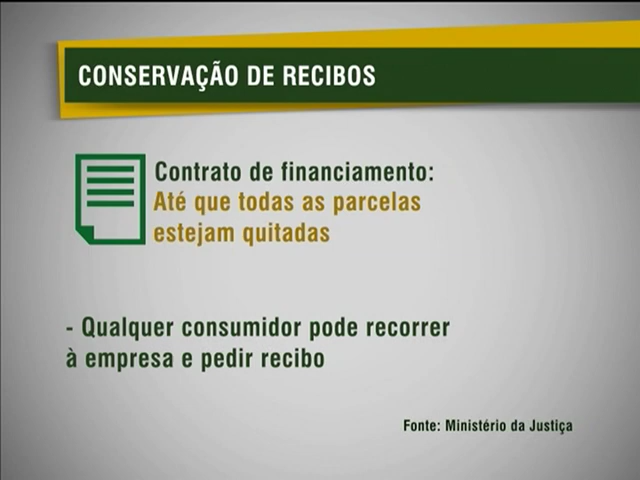 CONSERVAÇÃO DE RECIBOS
Contrato de financiamento:
Até que todas as parcelas
estejam quitadas
- Qualquer consumidor pode recorrer
à empresa e pedir recibo
Fonte: Ministério da Justiça